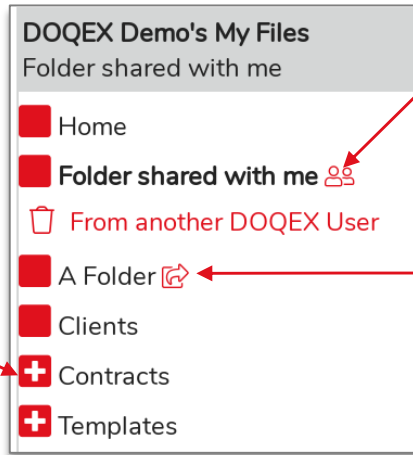 DOQEX Demo's My Files
Folder shared with me
Home
Folder shared with me
From another DOQEX User
A Folder
Clients
Contracts
Templates